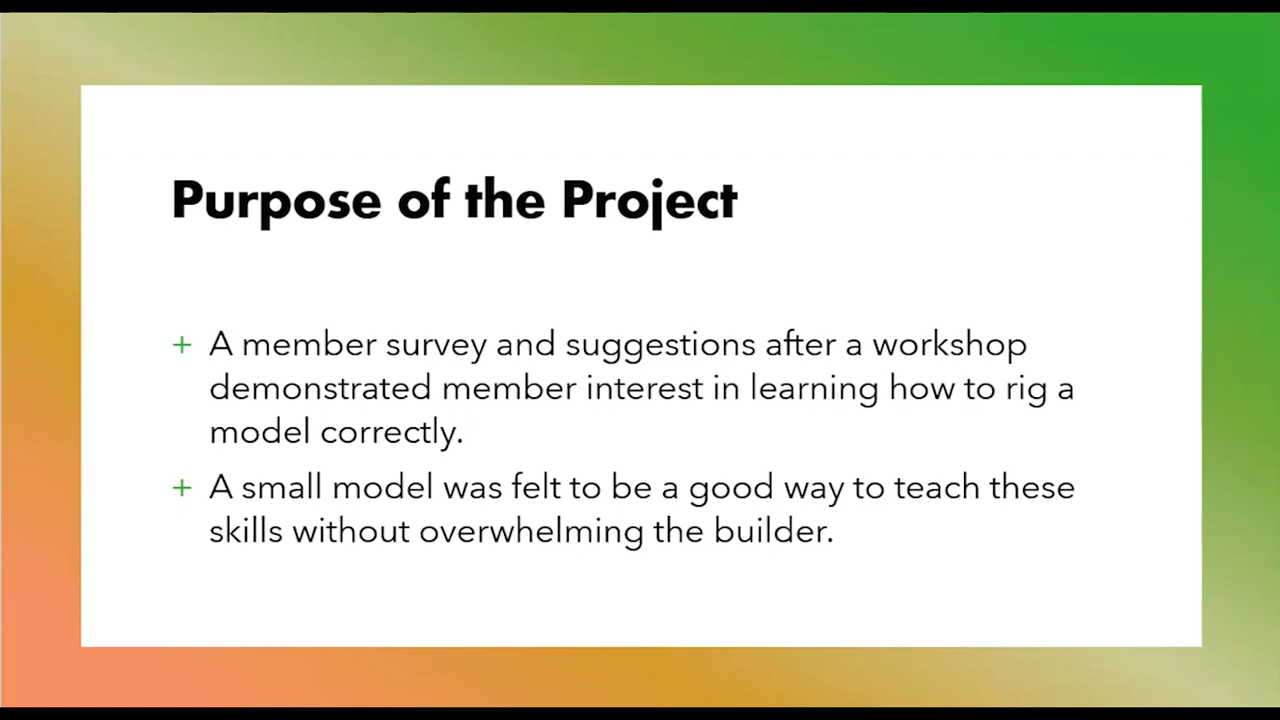 Purpose of the Project
+ A member survey and suggestions after a workshop
demonstrated member interest in learning how to rig a
model correctly.
+ A small model was felt to be a good way to teach these
skills without overwhelming the builder.